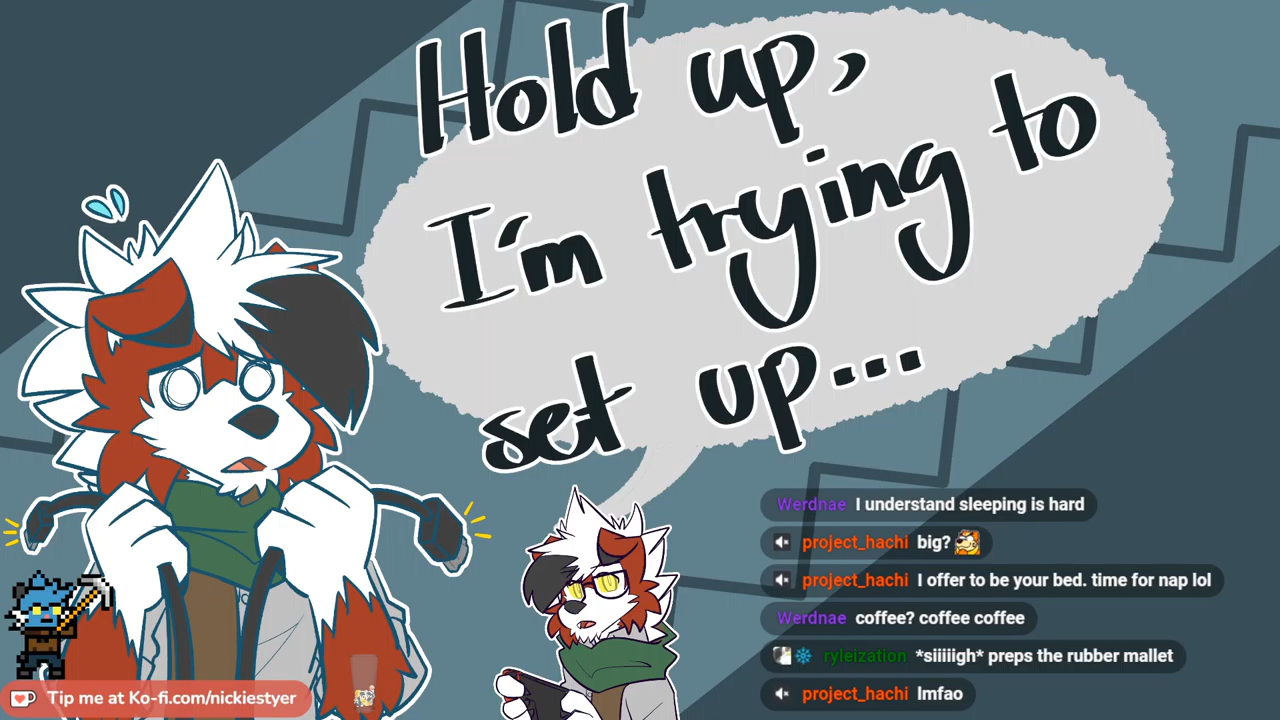 Hold up,
I'm trying to
set up...
Werdnae I understand sleeping is hard
project_hachi big?
project_hachi I offer to be your bed. time for nap lol
Werdnae coffee? coffee coffee
ryleization *siiiiigh* preps the rubber mallet
project_hachi lmfao
Tip me at Ko-fi.com/nickiestyer